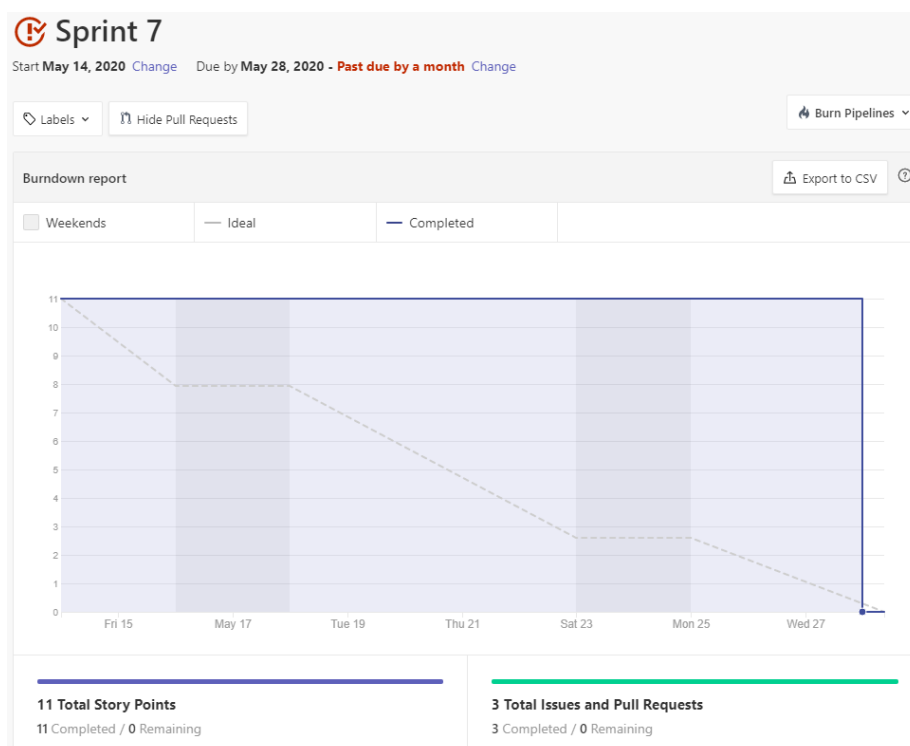 Sprint 7
Start May 14, 2020 Change Due by May 28, 2020 - Past due by a month Change
Labels Hide Pull Requests Burn Pipelines
Burndown report Export to CSV ?
Weekends Ideal Completed
11
10
9
8
7
6
5
4
3
2
1
0
Fri 15 May 17 Tue 19 Thu 21 Sat 23 Mon 25 Wed 27
11 Total Story Points 3 Total Issues and Pull Requests
11 Completed / 0 Remaining 3 Completed / 0 Remaining